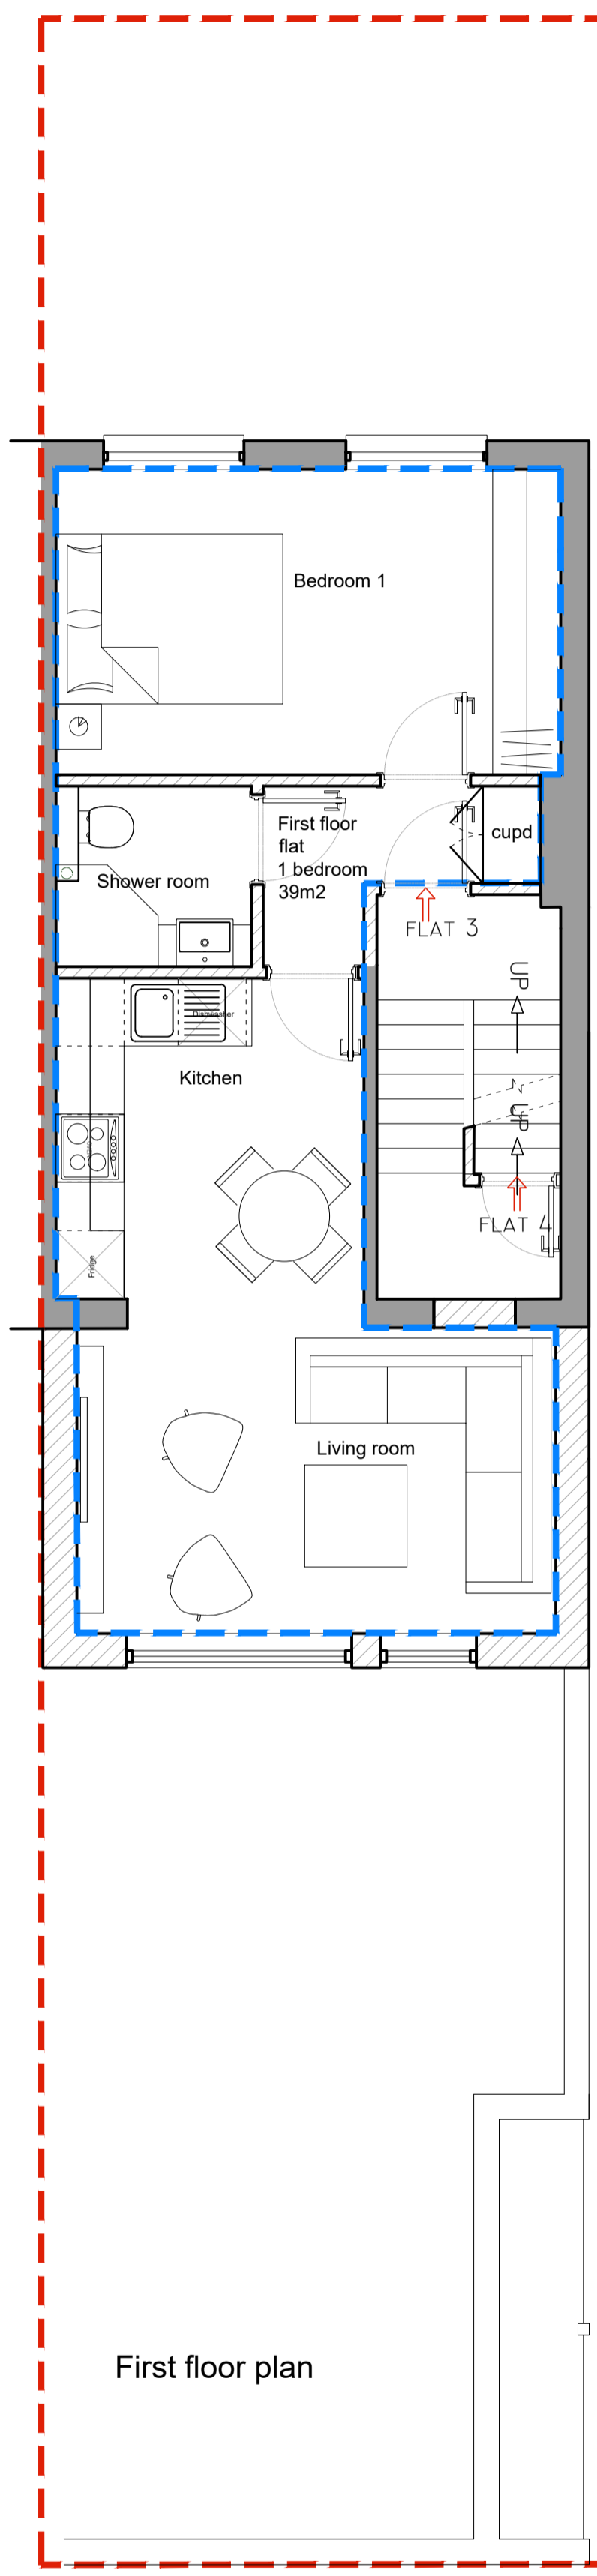 Bedroom 1
First floor
flat
1 bedroom
39m2
cupd
Shower room
FLAT 3
UP
Dishwasher
Kitchen
UP
FLAT 4
Fridge
Living room
First floor plan